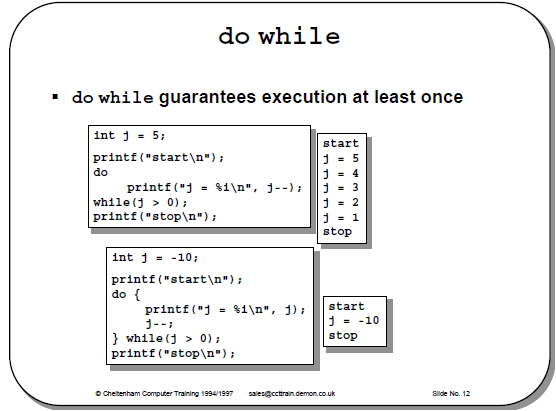 do while
▪ do while guarantees execution at least once
int j = 5;
printf("start\n");
do
printf("j = %i\n", j--);
while(j > 0);
printf("stop\n");
start
j = 5
j = 4
j = 3
j = 2
j = 1
stop
int j = -10;
printf("start\n");
do {
printf("j = %i\n", j);
j--;
} while(j > 0);
printf("stop\n");
start
j = -10
stop
© Cheltenham Computer Training 1994/1997 sales@ccttrain.demon.co.uk Slide No. 12